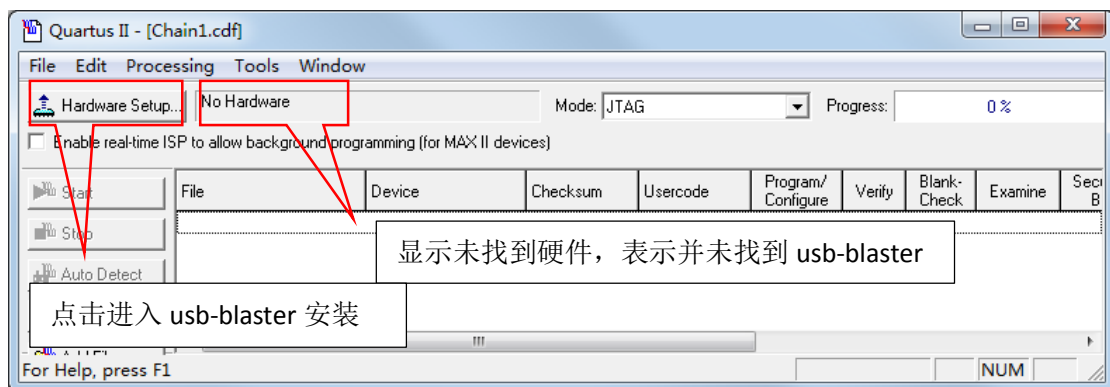 Quartus II - [Chain1.cdf]
File Edit Processing Tools Window
Hardware Setup... No Hardware Mode: JTAG Progress: 0 %
Enable real-time ISP to allow background programming (for MAX II devices)
Start File Device Checksum Usercode Program/ Configure Verify Blank- Check Examine
Stop
显示未找到硬件，表示并未找到 usb-blaster
Auto Detect
点击进入 usb-blaster 安装
For Help, press F1 NUM